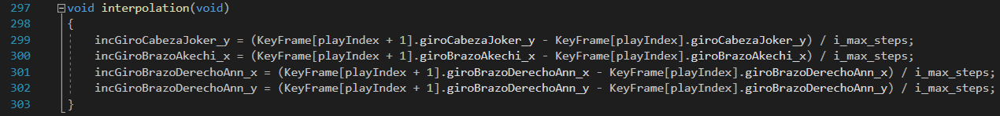 297 void interpolation(void)
298 {
299 incGiroCabezaJoker_y = (KeyFrame[playIndex + 1].giroCabezaJoker_y - KeyFrame[playIndex].giroCabezaJoker_y) / i_max_steps;
300 incGiroBrazoAkechi_x = (KeyFrame[playIndex + 1].giroBrazoAkechi_x - KeyFrame[playIndex].giroBrazoAkechi_x) / i_max_steps;
301 incGiroBrazoDerechoAnn_x = (KeyFrame[playIndex + 1].giroBrazoDerechoAnn_x - KeyFrame[playIndex].giroBrazoDerechoAnn_x) / i_max_steps;
302 incGiroBrazoDerechoAnn_y = (KeyFrame[playIndex + 1].giroBrazoDerechoAnn_y - KeyFrame[playIndex].giroBrazoDerechoAnn_y) / i_max_steps;
303 }